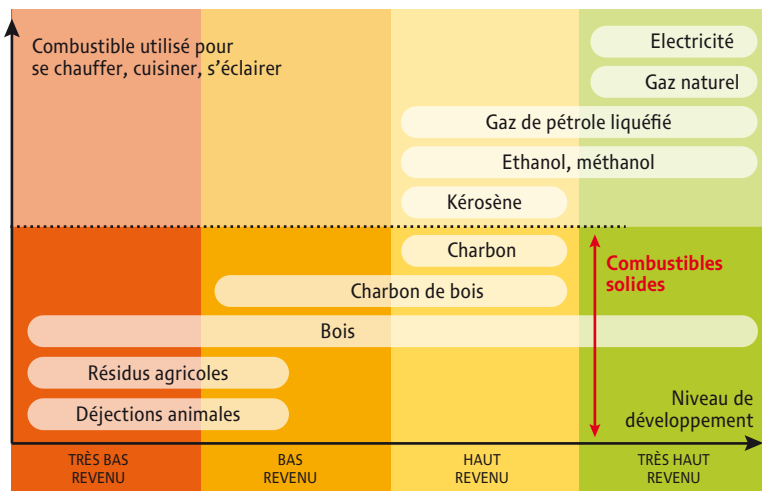 Combustible utilisé pour
se chauffer, cuisiner, s'éclairer
Electricité
Gaz naturel
Gaz de pétrole liquéfié
Ethanol, méthanol
Kérosène
Charbon
Combustibles
solides
Charbon de bois
Bois
Résidus agricoles
Déjections animales
Niveau de
développement
TRÈS BAS
REVENU
BAS
REVENU
HAUT
REVENU
TRÈS HAUT
REVENU